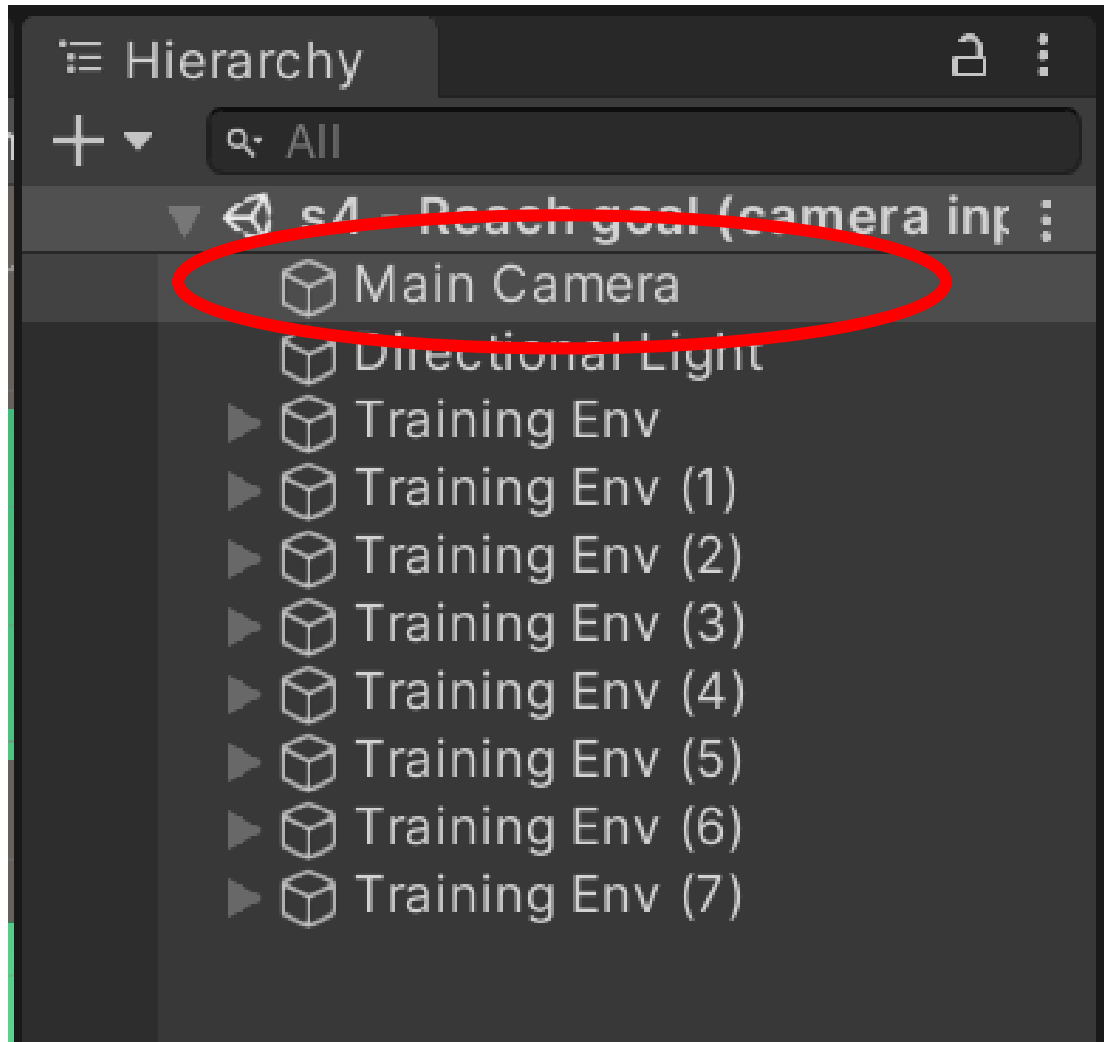 Hierarchy
All
s4 - Reach goal (camera inp
Main Camera
Directional Light
Training Env
Training Env (1)
Training Env (2)
Training Env (3)
Training Env (4)
Training Env (5)
Training Env (6)
Training Env (7)